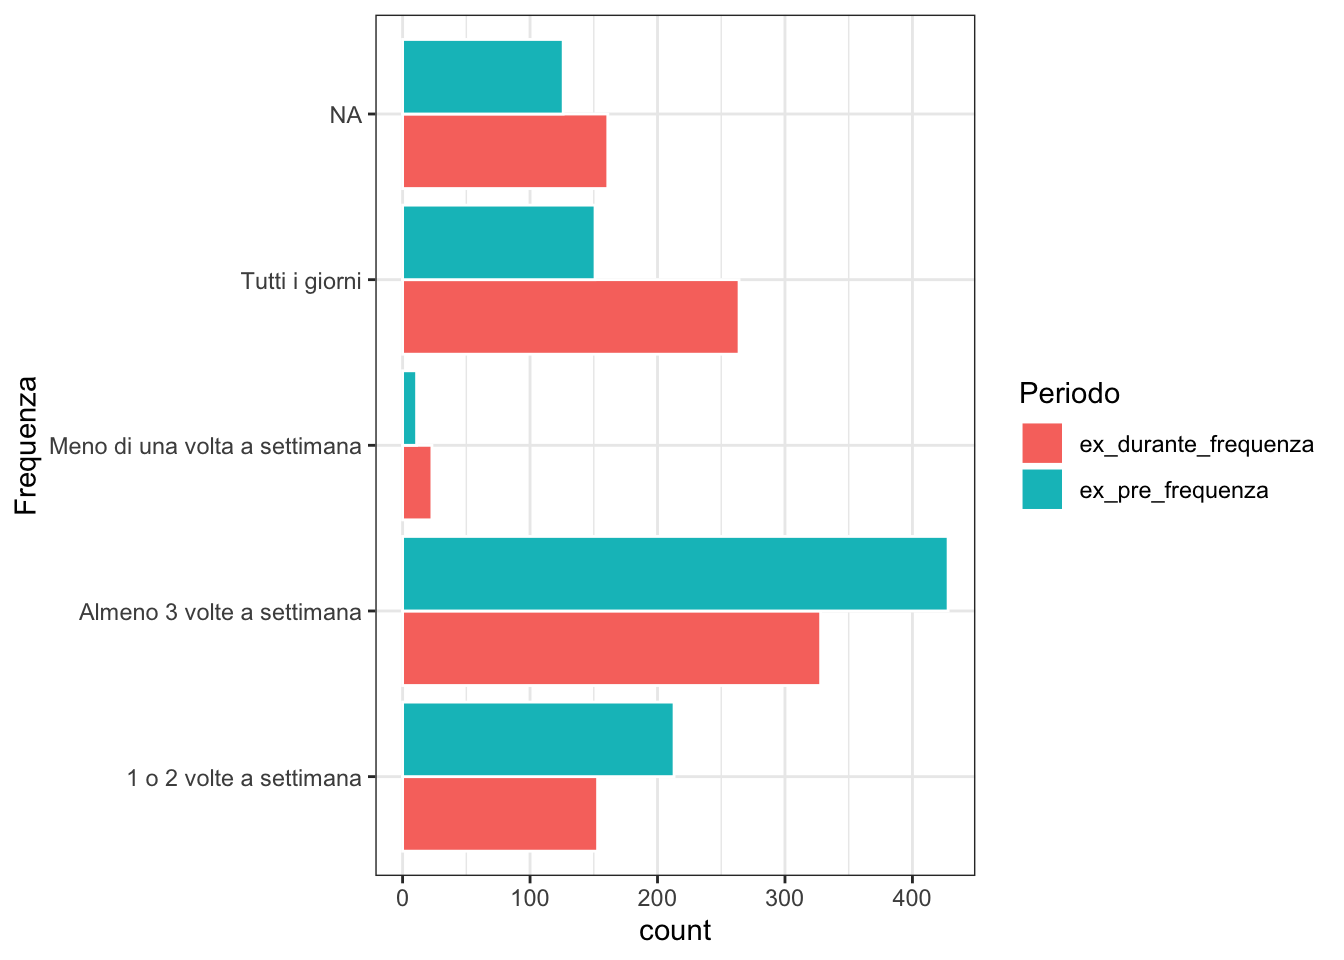 NA
Tutti i giorni
Meno di una volta a settimana
Almeno 3 volte a settimana
1 o 2 volte a settimana
Frequenza
0 100 200 300 400
count
Periodo
ex_durante_frequenza
ex_pre_frequenza